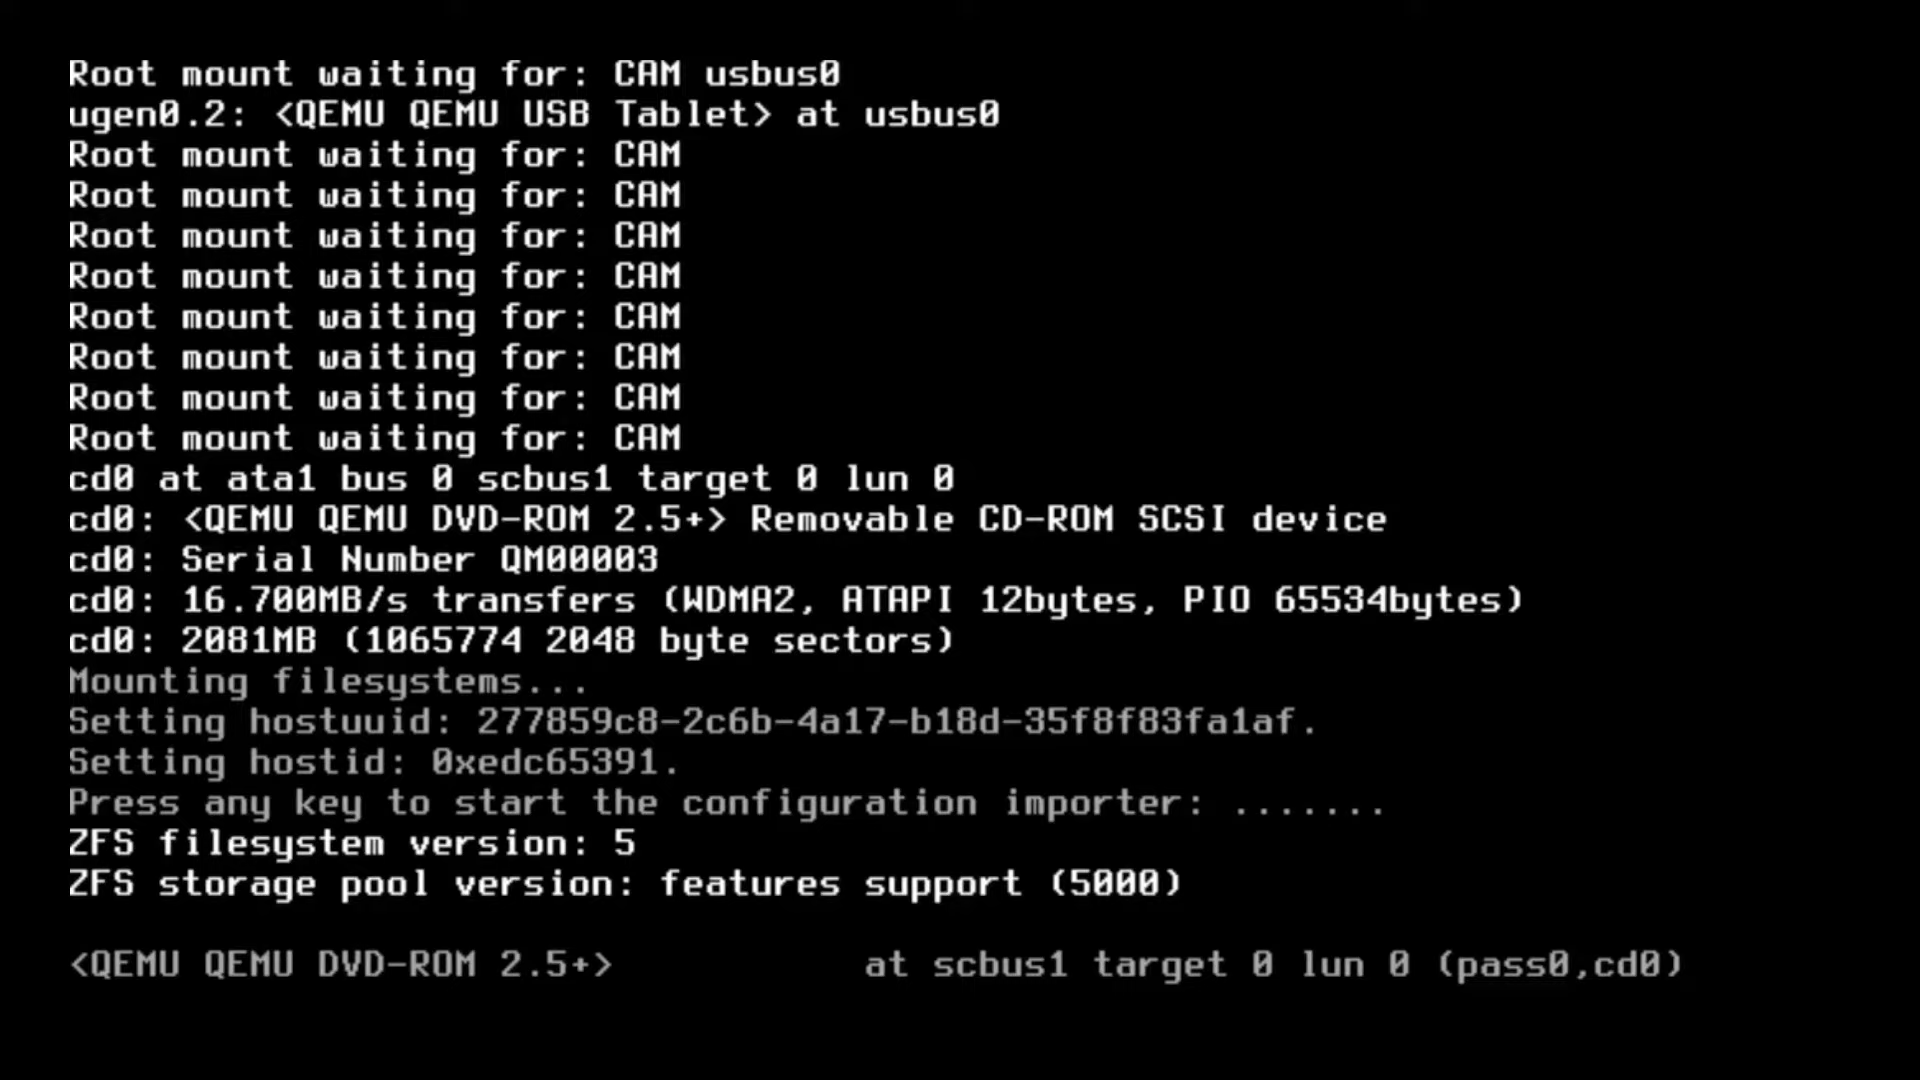 Root mount waiting for: CAM usbus0
ugen0.2: <QEMU QEMU USB Tablet> at usbus0
Root mount waiting for: CAM
Root mount waiting for: CAM
Root mount waiting for: CAM
Root mount waiting for: CAM
Root mount waiting for: CAM
Root mount waiting for: CAM
Root mount waiting for: CAM
Root mount waiting for: CAM
cd0 at ata1 bus 0 scbus1 target 0 lun 0
cd0: <QEMU QEMU DVD-ROM 2.5+> Removable CD-ROM SCSI device
cd0: Serial Number QM00003
cd0: 16.700MB/s transfers (WDMA2, ATAPI 12bytes, PIO 65534bytes)
cd0: 2081MB (1065774 2048 byte sectors)
Mounting filesystems...
Setting hostuuid: 277859c8-2c6b-4a17-b18d-35f8f83fa1af.
Setting hostid: 0xedc65391.
Press any key to start the configuration importer: .......
ZFS filesystem version: 5
ZFS storage pool version: features support (5000)
<QEMU QEMU DVD-ROM 2.5+> at scbus1 target 0 lun 0 (pass0,cd0)